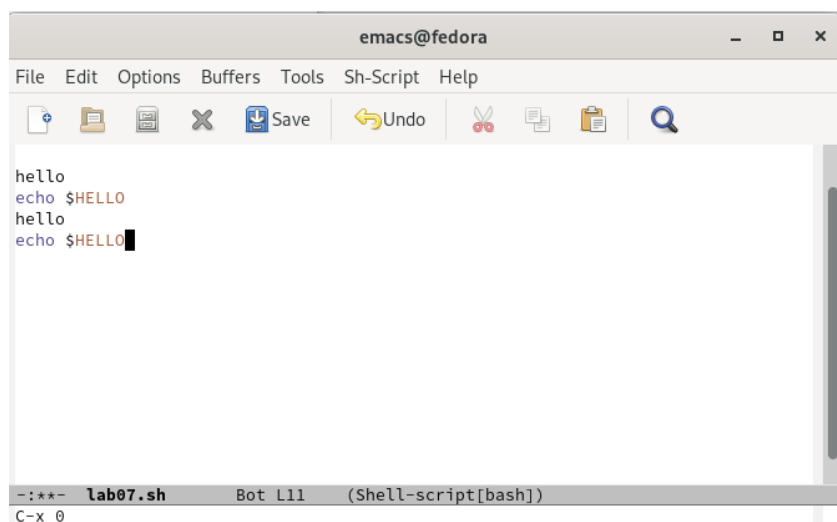 emacs@fedora
File Edit Options Buffers Tools Sh-Script Help
Save Undo
hello
echo $HELLO
hello
echo $HELLO
-:**- lab07.sh Bot L11 (Shell-script[bash])
C-x 0